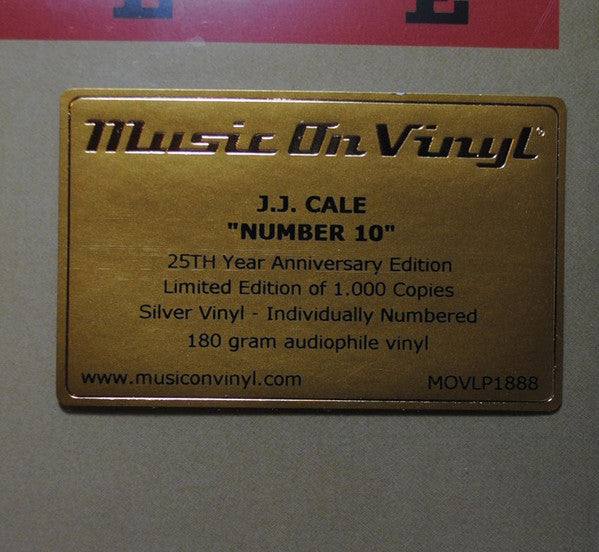 Music On Vinyl®
J.J. CALE
"NUMBER 10"
25TH Year Anniversary Edition
Limited Edition of 1.000 Copies
Silver Vinyl - Individually Numbered
180 gram audiophile vinyl
www.musiconvinyl.com MOVLP1888